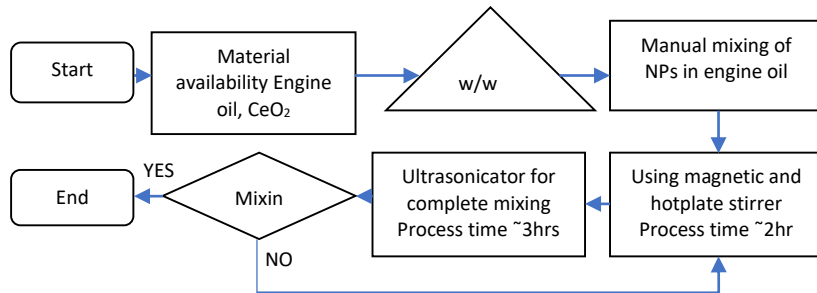 Start
Material
availability Engine
oil, CeO₂
w/w
Manual mixing of
NPs in engine oil
Using magnetic and
hotplate stirrer
Process time ~2hr
Ultrasonicator for
complete mixing
Process time ~3hrs
Mixin
YES
NO
End